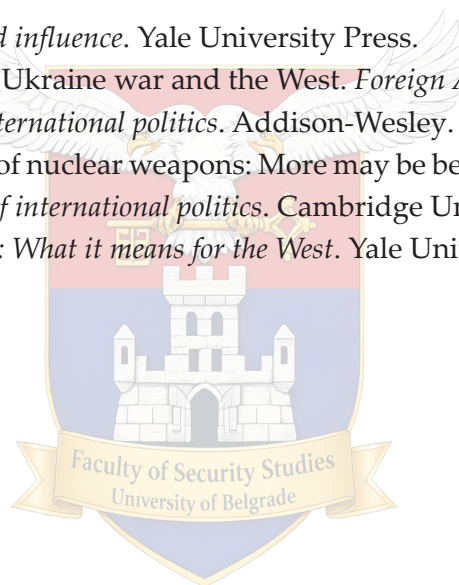 d influence. Yale University Press.
Ukraine war and the West. Foreign A
ternational politics. Addison-Wesley.
of nuclear weapons: More may be be
f international politics. Cambridge Un
: What it means for the West. Yale Uni
Faculty of Security Studies
University of Belgrade